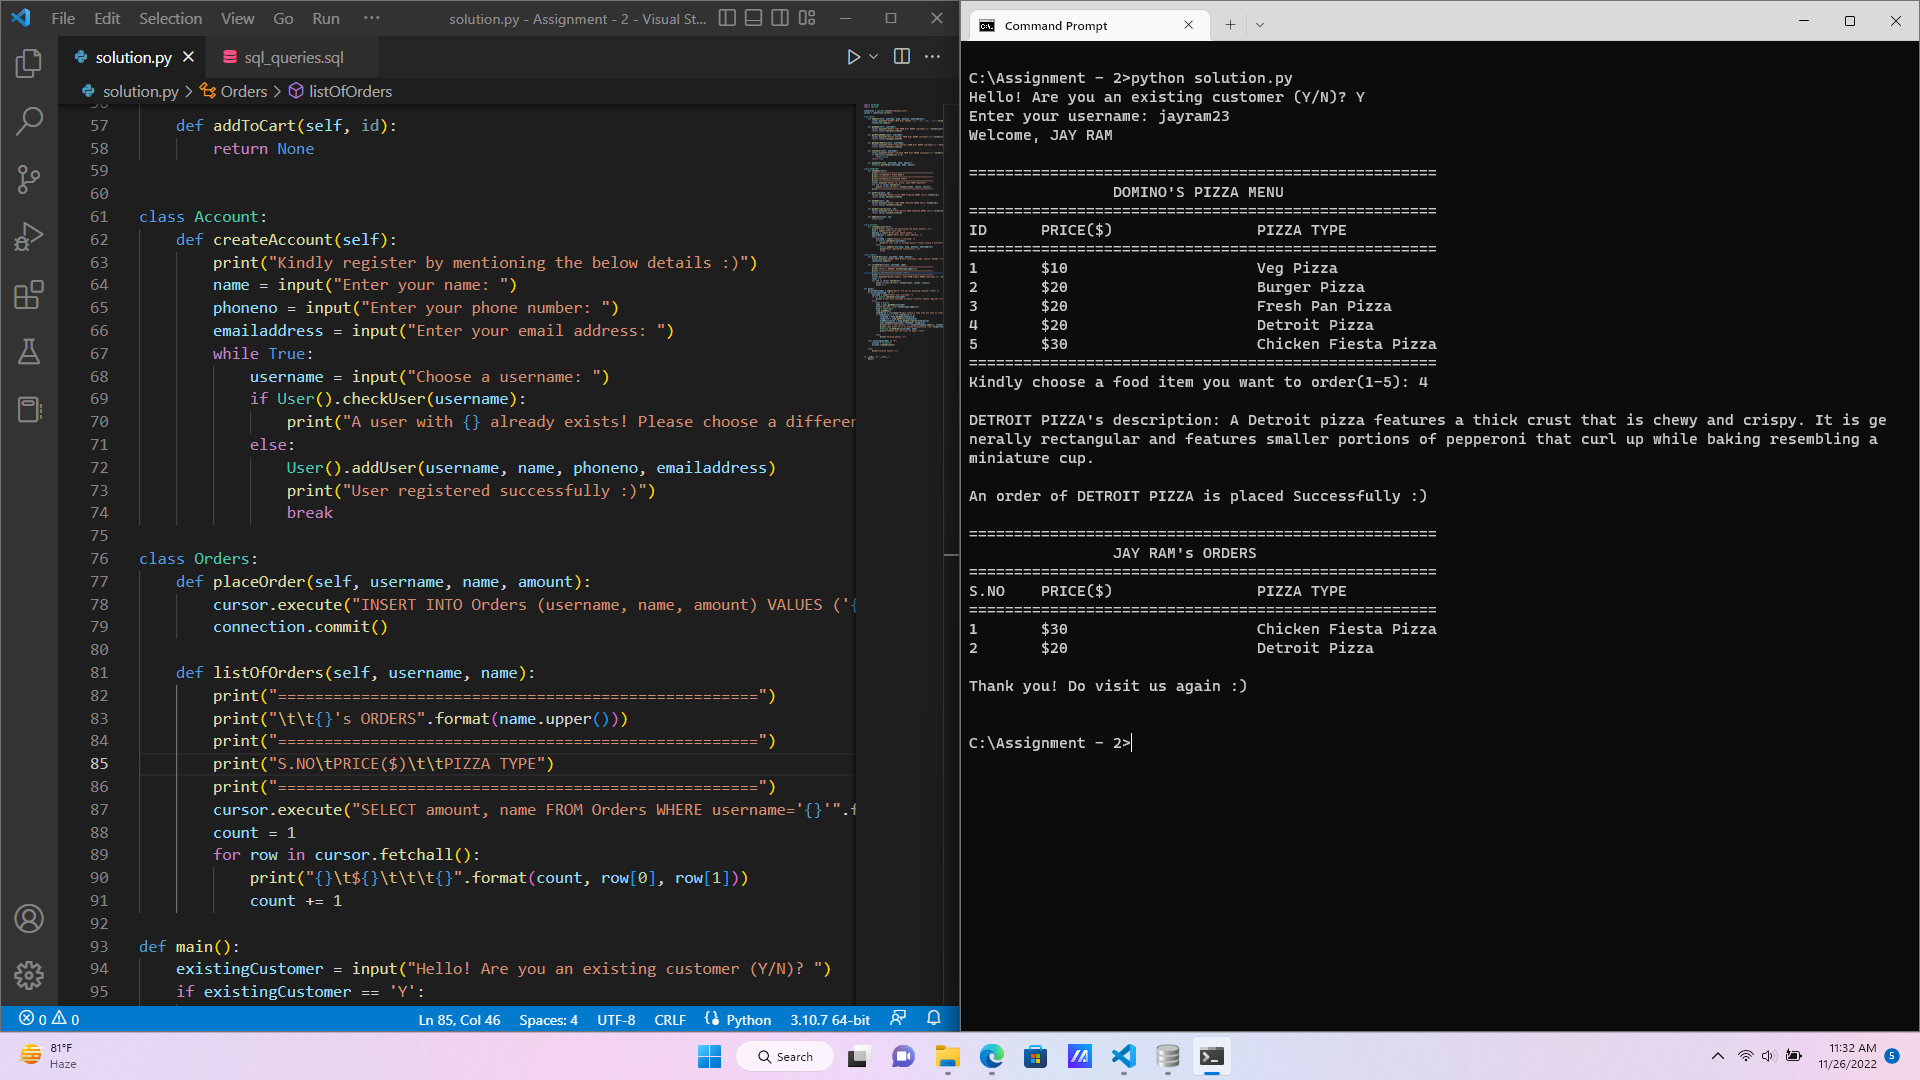 File Edit Selection View Go Run ··· solution.py - Assignment - 2 - Visual St...
solution.py sql_queries.sql
solution.py > Orders > listOfOrders
56
57 def addToCart(self, id):
58 return None
59
60
61 class Account:
62 def createAccount(self):
63 print("Kindly register by mentioning the below details :)")
64 name = input("Enter your name: ")
65 phoneno = input("Enter your phone number: ")
66 emailaddress = input("Enter your email address: ")
67 while True:
68 username = input("Choose a username: ")
69 if User().checkUser(username):
70 print("A user with {} already exists! Please choose a differen
71 else:
72 User().addUser(username, name, phoneno, emailaddress)
73 print("User registered successfully :)")
74 break
75
76 class Orders:
77 def placeOrder(self, username, name, amount):
78 cursor.execute("INSERT INTO Orders (username, name, amount) VALUES ('{
79 connection.commit()
80
81 def listOfOrders(self, username, name):
82 print("====================================================")
83 print("\t\t{}'s ORDERS".format(name.upper()))
84 print("====================================================")
85 print("S.NO\tPRICE($)\t\tPIZZA TYPE")
86 print("====================================================")
87 cursor.execute("SELECT amount, name FROM Orders WHERE username='{}'".f
88 count = 1
89 for row in cursor.fetchall():
90 print("{}\t${}\t\t\t{}".format(count, row[0], row[1]))
91 count += 1
92
93 def main():
94 existingCustomer = input("Hello! Are you an existing customer (Y/N)? ")
95 if existingCustomer == 'Y':
0 0 Ln 85, Col 46 Spaces: 4 UTF-8 CRLF Python 3.10.7 64-bit
Command Prompt
C:\Assignment - 2>python solution.py
Hello! Are you an existing customer (Y/N)? Y
Enter your username: jayram23
Welcome, JAY RAM
====================================================
DOMINO'S PIZZA MENU
====================================================
ID PRICE($) PIZZA TYPE
====================================================
1 $10 Veg Pizza
2 $20 Burger Pizza
3 $20 Fresh Pan Pizza
4 $20 Detroit Pizza
5 $30 Chicken Fiesta Pizza
====================================================
Kindly choose a food item you want to order(1-5): 4
DETROIT PIZZA's description: A Detroit pizza features a thick crust that is chewy and crispy. It is ge
nerally rectangular and features smaller portions of pepperoni that curl up while baking resembling a
miniature cup.
An order of DETROIT PIZZA is placed Successfully :)
====================================================
JAY RAM's ORDERS
====================================================
S.NO PRICE($) PIZZA TYPE
====================================================
1 $30 Chicken Fiesta Pizza
2 $20 Detroit Pizza
Thank you! Do visit us again :)
C:\Assignment - 2>
81°F
Haze
Search
11:32 AM
11/26/2022
5